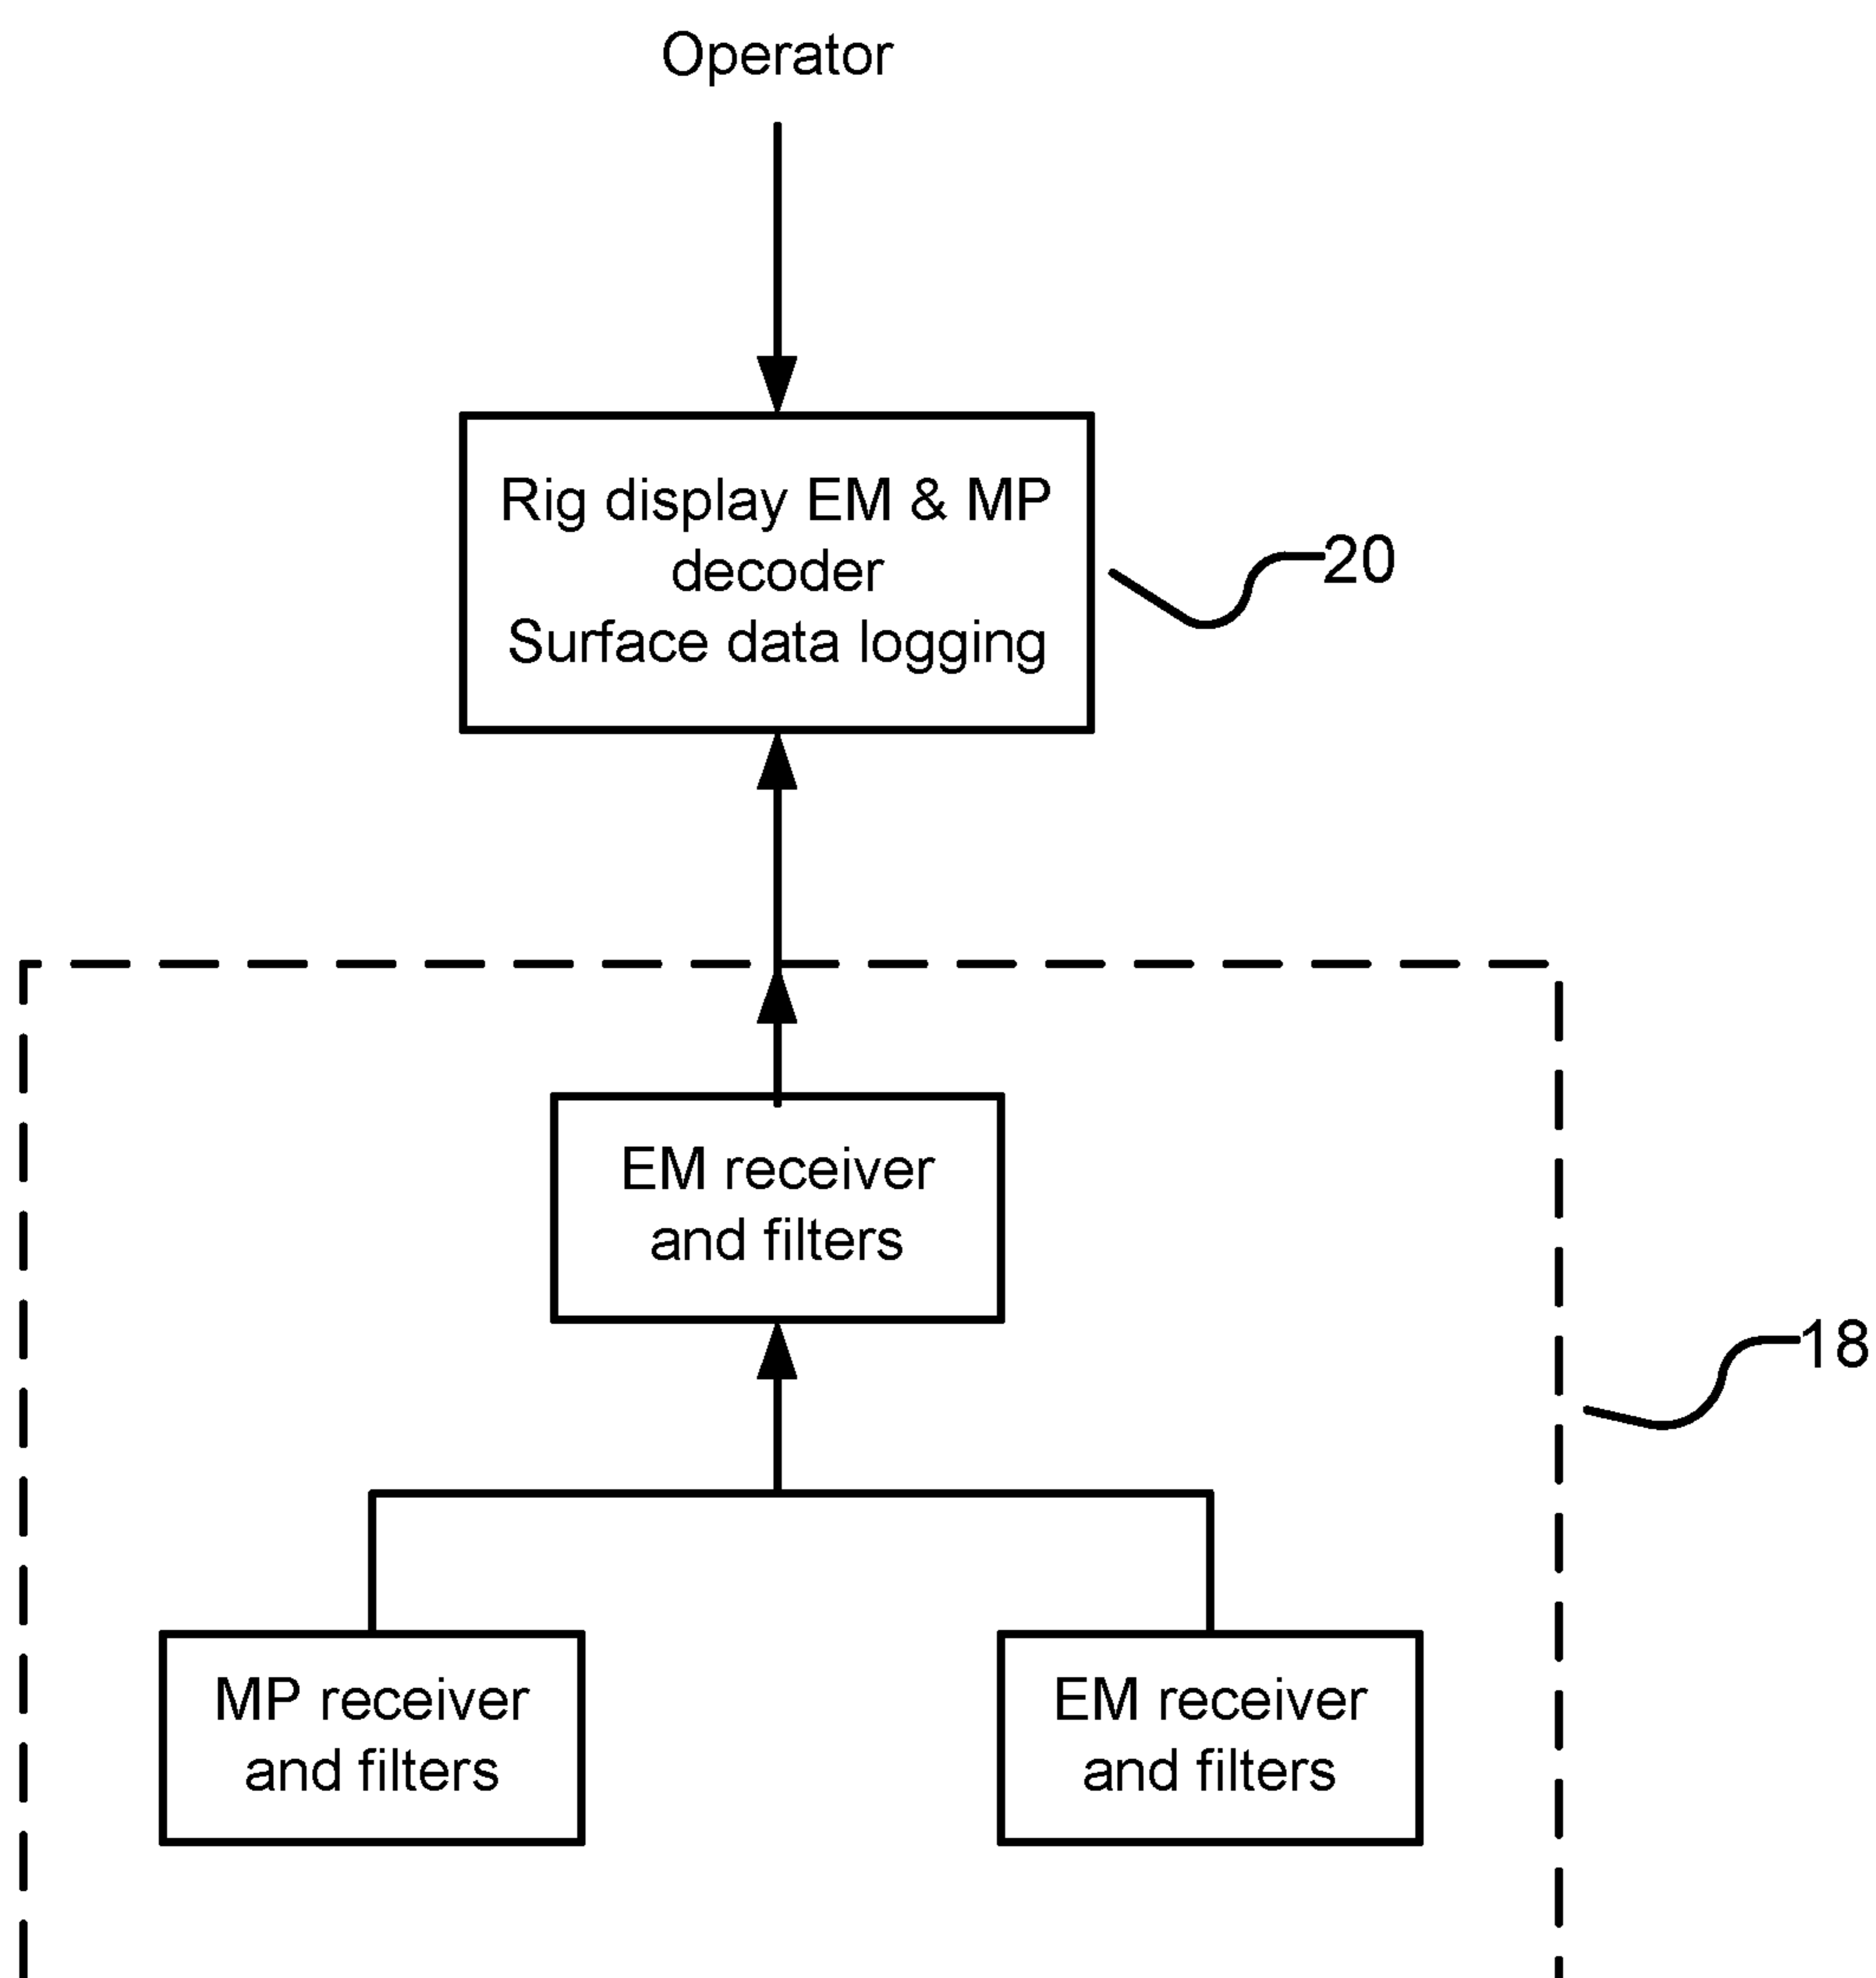 Operator
Rig display EM & MP
decoder
Surface data logging
20
EM receiver
and filters
18
MP receiver
and filters
EM receiver
and filters